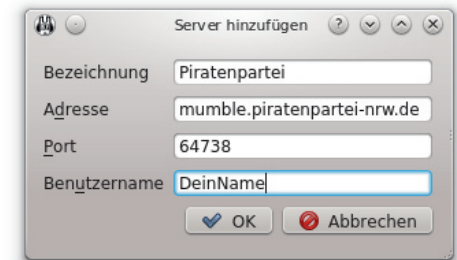 Server hinzufügen
Bezeichnung Piratenpartei
Adresse mumble.piratenpartei-nrw.de
Port 64738
Benutzername DeinName
OK Abbrechen